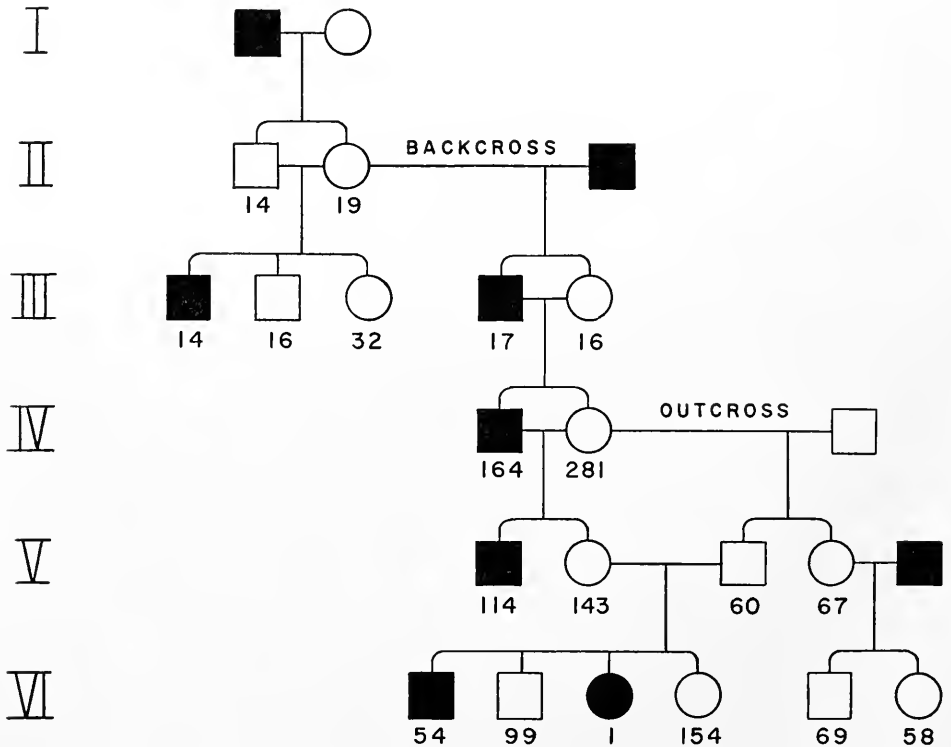 I
II
BACKCROSS
14 19
III
14 16 32 17 16
IV
OUTCROSS
164 281
V
114 143 60 67
VI
54 99 1 154 69 58